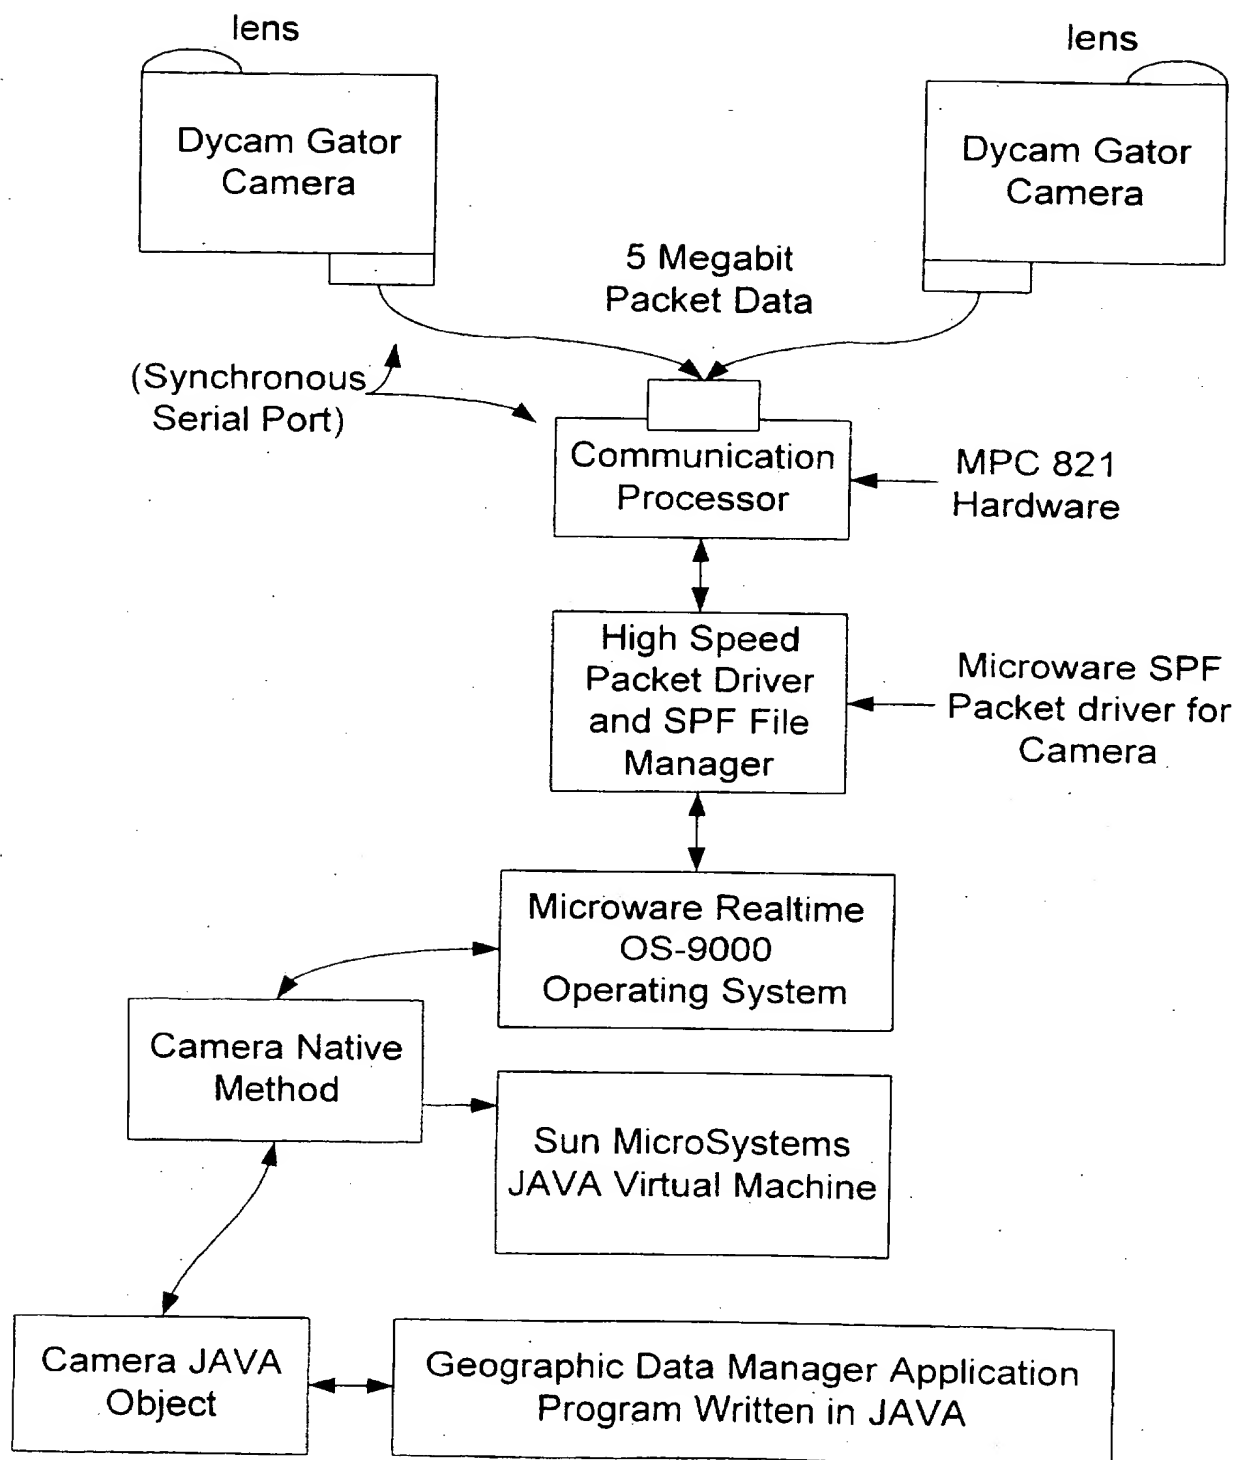 lens
lens
Dycam Gator
Camera
Dycam Gator
Camera
5 Megabit
Packet Data
(Synchronous
Serial Port)
Communication
Processor
MPC 821
Hardware
High Speed
Packet Driver
and SPF File
Manager
Microware SPF
Packet driver for
Camera
Microware Realtime
OS-9000
Operating System
Camera Native
Method
Sun MicroSystems
JAVA Virtual Machine
Camera JAVA
Object
Geographic Data Manager Application
Program Written in JAVA